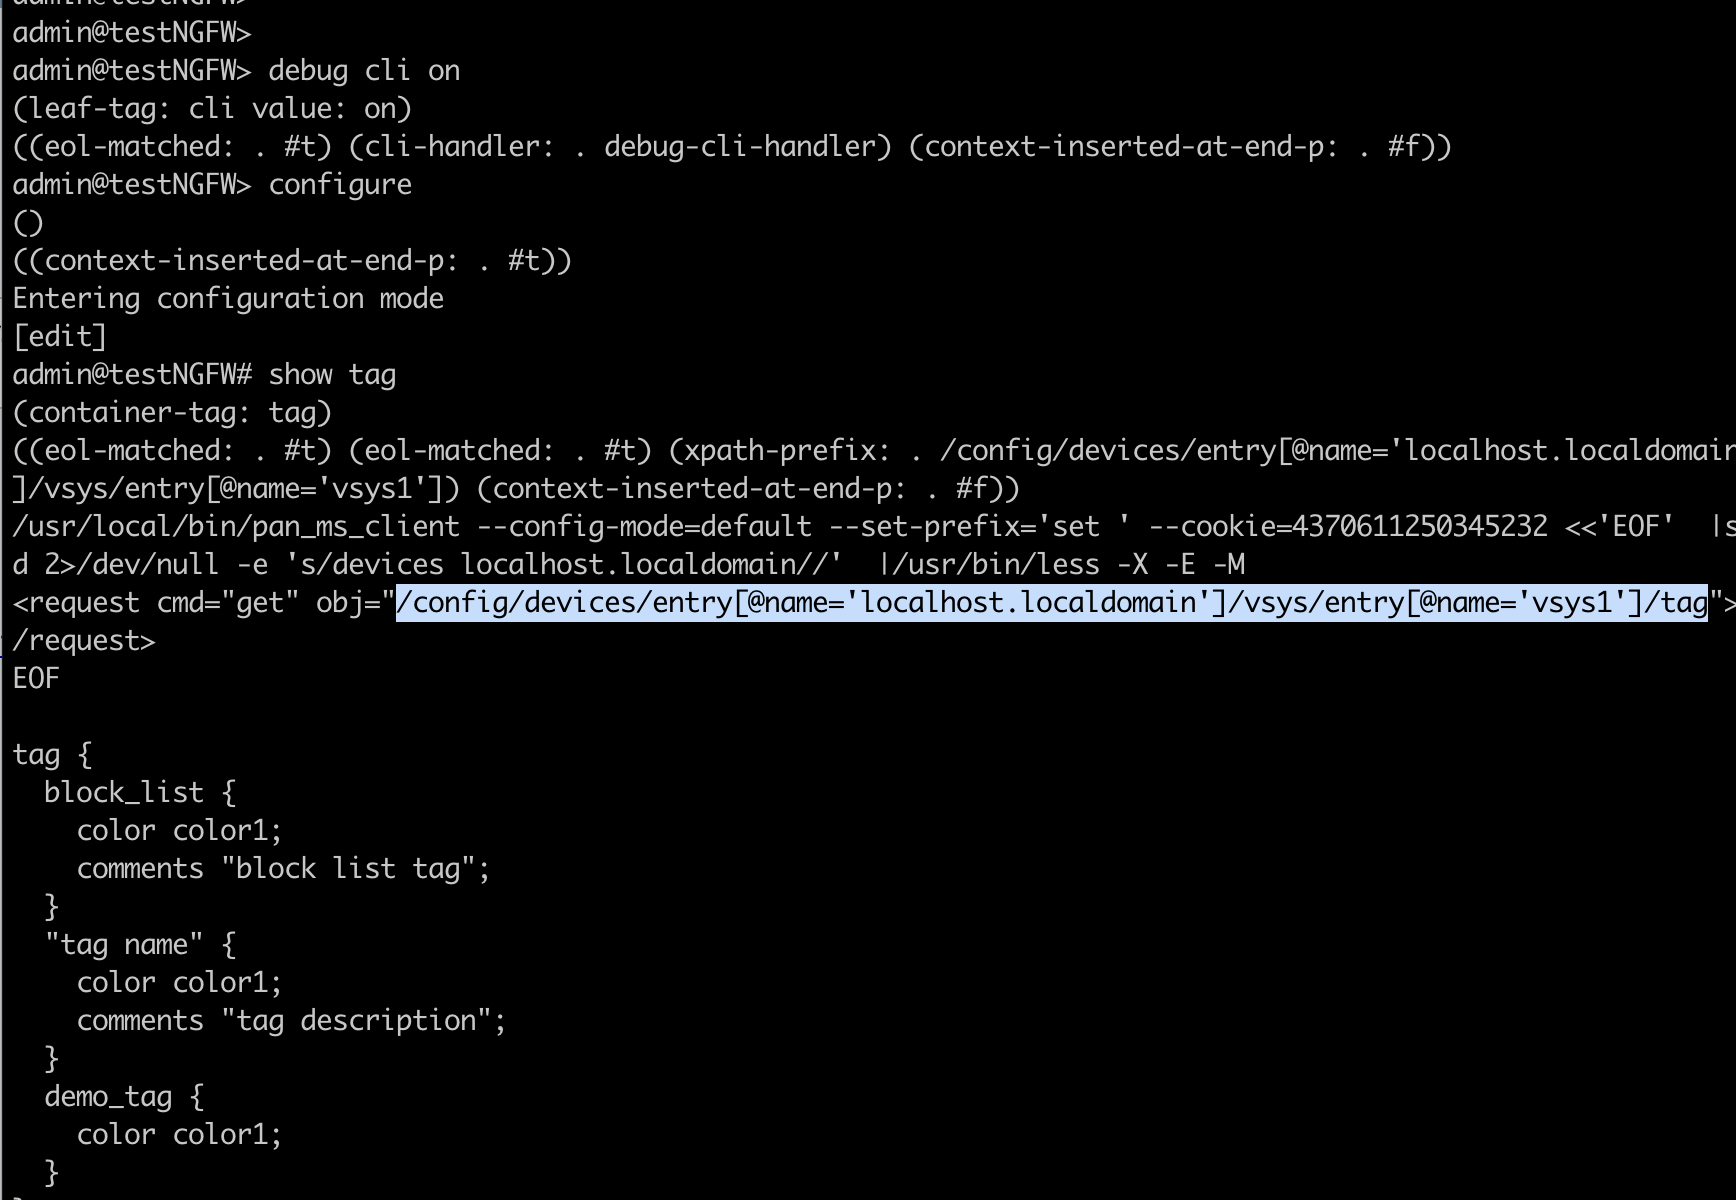 admin@testNGFW>
admin@testNGFW>
admin@testNGFW> debug cli on
(leaf-tag: cli value: on)
((eol-matched: . #t) (cli-handler: . debug-cli-handler) (context-inserted-at-end-p: . #f))
admin@testNGFW> configure
()
((context-inserted-at-end-p: . #t))
Entering configuration mode
[edit]
admin@testNGFW# show tag
(container-tag: tag)
((eol-matched: . #t) (eol-matched: . #t) (xpath-prefix: . /config/devices/entry[@name='localhost.localdomain
]/vsys/entry[@name='vsys1']) (context-inserted-at-end-p: . #f))
/usr/local/bin/pan_ms_client --config-mode=default --set-prefix='set ' --cookie=4370611250345232 <<'EOF'  |s
d 2>/dev/null -e 's/devices localhost.localdomain//'  |/usr/bin/less -X -E -M
<request cmd="get" obj="/config/devices/entry[@name='localhost.localdomain']/vsys/entry[@name='vsys1']/tag">
/request>
EOF
tag {
  block_list {
    color color1;
    comments "block list tag";
  }
  "tag name" {
    color color1;
    comments "tag description";
  }
  demo_tag {
    color color1;
  }